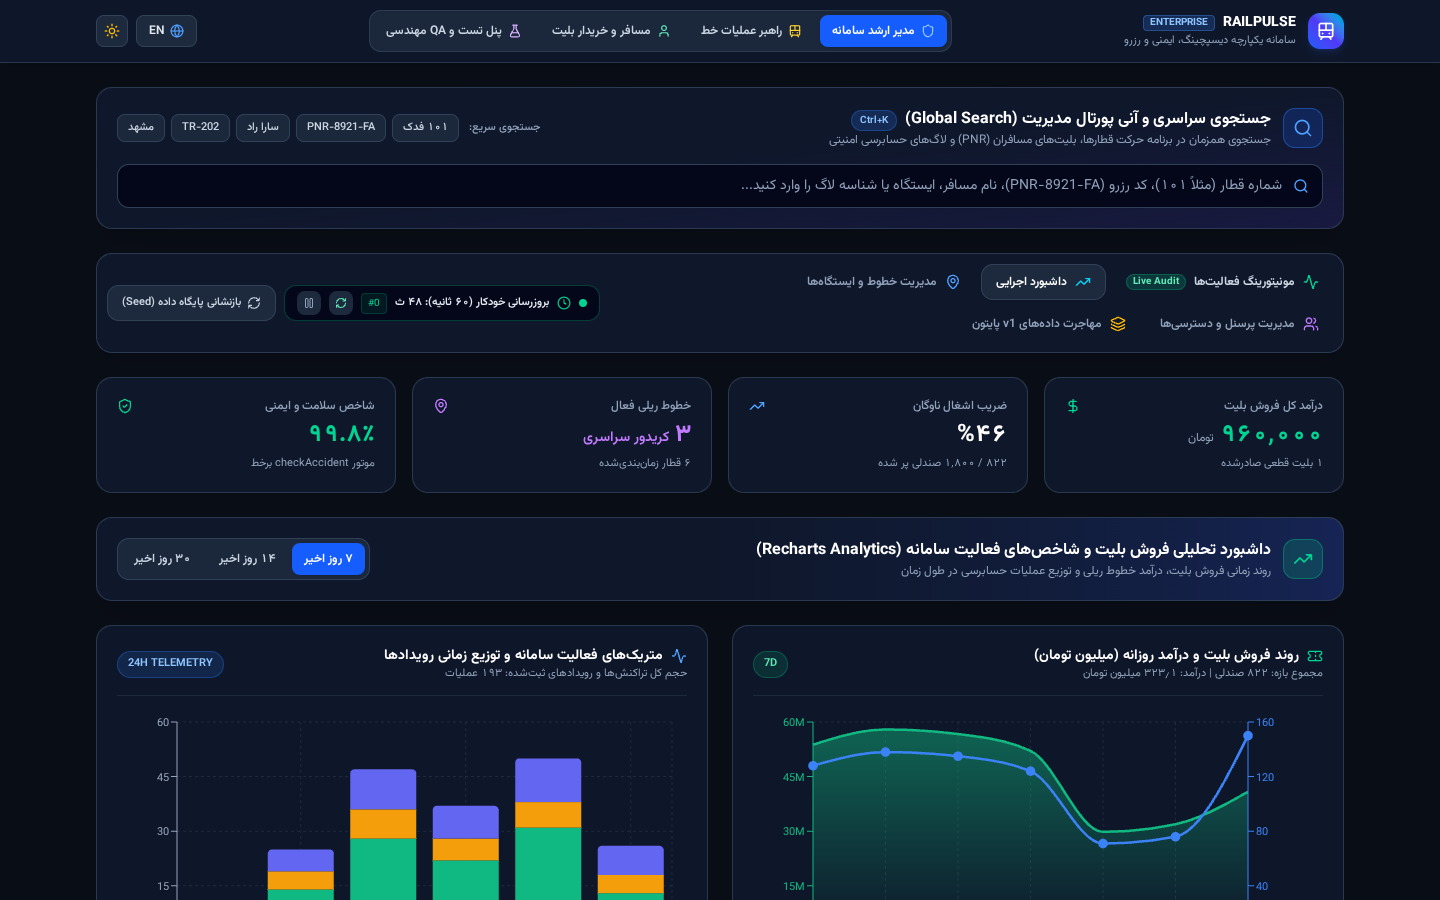 RAILPULSE ENTERPRISE
سامانه یکپارچه دیسپچینگ، ایمنی و رزرو
مدیر ارشد سامانه
راهبر عملیات خط
مسافر و خریدار بلیت
پنل تست و QA مهندسی
EN
جستجوی سراسری و آنی پورتال مدیریت (Global Search) Ctrl+K
جستجوی همزمان در برنامه حرکت قطارها، بلیت‌های مسافران (PNR) و لاگ‌های حسابرسی امنیتی
جستجوی سریع:
۱۰۱ فدک
PNR-8921-FA
سارا راد
TR-202
مشهد
شماره قطار (مثلاً ۱۰۱)، کد رزرو (PNR-8921-FA)، نام مسافر، ایستگاه یا شناسه لاگ را وارد کنید...
مونیتورینگ فعالیت‌ها Live Audit
داشبورد اجرایی
مدیریت خطوط و ایستگاه‌ها
مدیریت پرسنل و دسترسی‌ها
مهاجرت داده‌های v1 پایتون
بروزرسانی خودکار (۶۰ ثانیه): ۴۸ ث
#0
بازنشانی پایگاه داده (Seed)
درآمد کل فروش بلیت
۹۶۰,۰۰۰ تومان
۱ بلیت قطعی صادرشده
ضریب اشغال ناوگان
%۴۶
۸۲۲ / ۱,۸۰۰ صندلی پر شده
خطوط ریلی فعال
۳ کریدور سراسری
۶ قطار زمان‌بندی‌شده
شاخص سلامت و ایمنی
۹۹.۸٪
موتور checkAccident برخط
داشبورد تحلیلی فروش بلیت و شاخص‌های فعالیت سامانه (Recharts Analytics)
روند زمانی فروش بلیت، درآمد خطوط ریلی و توزیع عملیات حسابرسی در طول زمان
۷ روز اخیر
۱۴ روز اخیر
۳۰ روز اخیر
روند فروش بلیت و درآمد روزانه (میلیون تومان)
مجموع بازه: ۸۲۲ صندلی | درآمد: ۳۲۳٫۱ میلیون تومان
7D
60M
45M
30M
15M
160
120
80
40
متریک‌های فعالیت سامانه و توزیع زمانی رویدادها
حجم کل تراکنش‌ها و رویدادهای ثبت‌شده: ۱۹۳ عملیات
24H TELEMETRY
60
45
30
15